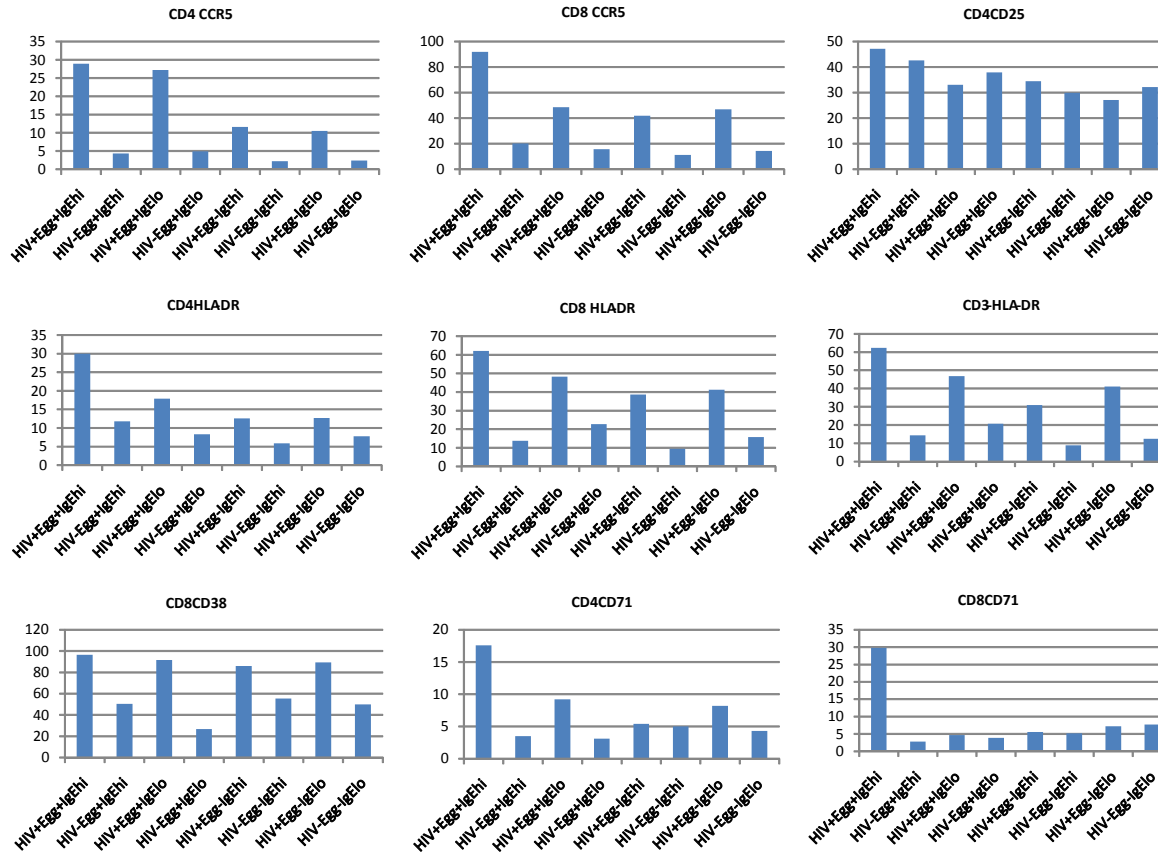 CD4 CCR5
35
30
25
20
15
10
5
0
HIV+Egg+IgEhi
HIV-Egg+IgEhi
HIV+Egg+IgElo
HIV-Egg+IgElo
HIV+Egg-IgEhi
HIV-Egg-IgEhi
HIV+Egg-IgElo
HIV-Egg-IgElo
CD8 CCR5
100
80
60
40
20
0
HIV+Egg+IgEhi
HIV-Egg+IgEhi
HIV+Egg+IgElo
HIV-Egg+IgElo
HIV+Egg-IgEhi
HIV-Egg-IgEhi
HIV+Egg-IgElo
HIV-Egg-IgElo
CD4CD25
50
40
30
20
10
0
HIV+Egg+IgEhi
HIV-Egg+IgEhi
HIV+Egg+IgElo
HIV-Egg+IgElo
HIV+Egg-IgEhi
HIV-Egg-IgEhi
HIV+Egg-IgElo
HIV-Egg-IgElo
CD4HLADR
35
30
25
20
15
10
5
0
HIV+Egg+IgEhi
HIV-Egg+IgEhi
HIV+Egg+IgElo
HIV-Egg+IgElo
HIV+Egg-IgEhi
HIV-Egg-IgEhi
HIV+Egg-IgElo
HIV-Egg-IgElo
CD8 HLADR
70
60
50
40
30
20
10
0
HIV+Egg+IgEhi
HIV-Egg+IgEhi
HIV+Egg+IgElo
HIV-Egg+IgElo
HIV+Egg-IgEhi
HIV-Egg-IgEhi
HIV+Egg-IgElo
HIV-Egg-IgElo
CD3-HLA-DR
70
60
50
40
30
20
10
0
HIV+Egg+IgEhi
HIV-Egg+IgEhi
HIV+Egg+IgElo
HIV-Egg+IgElo
HIV+Egg-IgEhi
HIV-Egg-IgEhi
HIV+Egg-IgElo
HIV-Egg-IgElo
CD8CD38
120
100
80
60
40
20
0
HIV+Egg+IgEhi
HIV-Egg+IgEhi
HIV+Egg+IgElo
HIV-Egg+IgElo
HIV+Egg-IgEhi
HIV-Egg-IgEhi
HIV+Egg-IgElo
HIV-Egg-IgElo
CD4CD71
20
15
10
5
0
HIV+Egg+IgEhi
HIV-Egg+IgEhi
HIV+Egg+IgElo
HIV-Egg+IgElo
HIV+Egg-IgEhi
HIV-Egg-IgEhi
HIV+Egg-IgElo
HIV-Egg-IgElo
CD8CD71
35
30
25
20
15
10
5
0
HIV+Egg+IgEhi
HIV-Egg+IgEhi
HIV+Egg+IgElo
HIV-Egg+IgElo
HIV+Egg-IgEhi
HIV-Egg-IgEhi
HIV+Egg-IgElo
HIV-Egg-IgElo